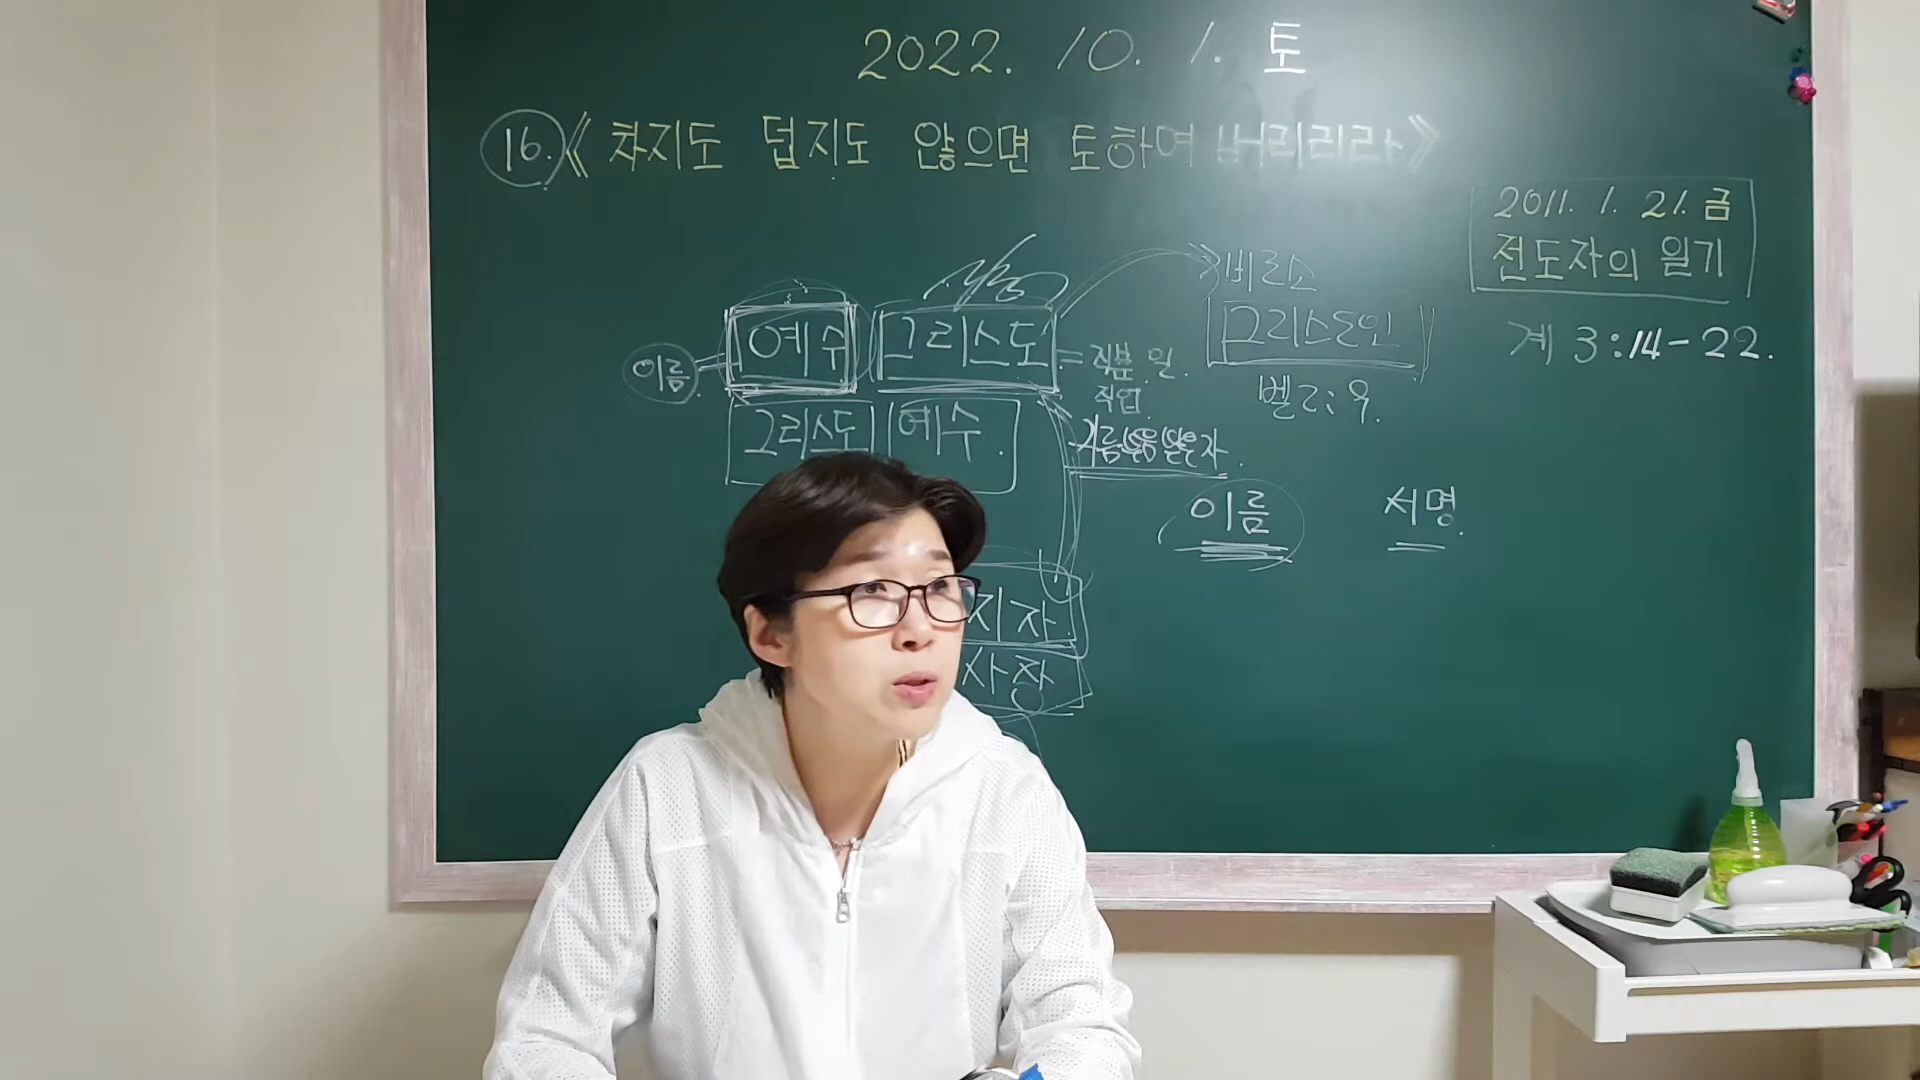 2022. 10. 1. 토
16. 《차지도 덥지도 않으면 토하여 버리리라》
2011. 1. 21. 금
전도자의 일기
계 3:14-22.
비로소
예수 그리스도
그리스도인
이름
= 직분 일.
직업.
벧전
그리스도 예수.
기름부음 받은 자.
이름
서명.
지자.
사장